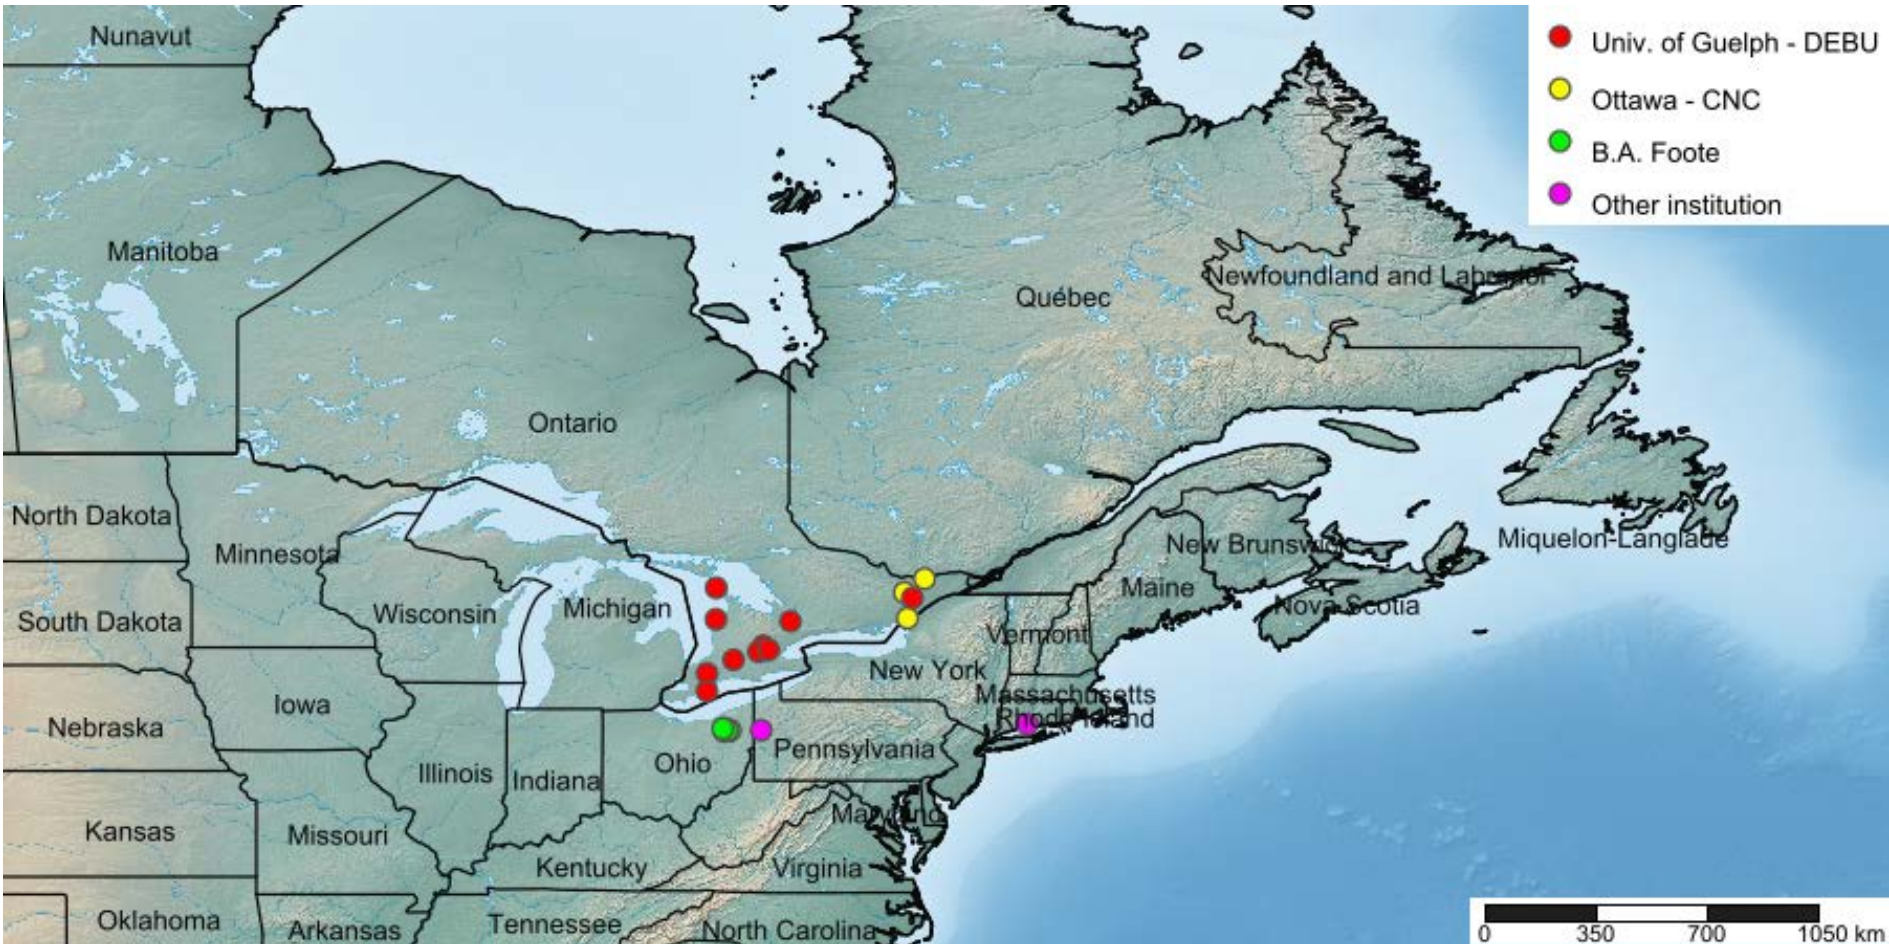 Nunavut
Univ. of Guelph - DEBU
Ottawa - CNC
B.A. Foote
Other institution
Manitoba
Newfoundland and Labrador
Québec
Ontario
North Dakota
Minnesota
New Brunswick
Miquelon-Langlade
Maine
Nova Scotia
South Dakota
Wisconsin
Michigan
Vermont
New York
Massachusetts
Rhode Island
Iowa
Nebraska
Pennsylvania
Ohio
Illinois
Indiana
Maryland
Kansas
Missouri
Kentucky
Virginia
Oklahoma
Arkansas
Tennessee
North Carolina
0 350 700 1050 km